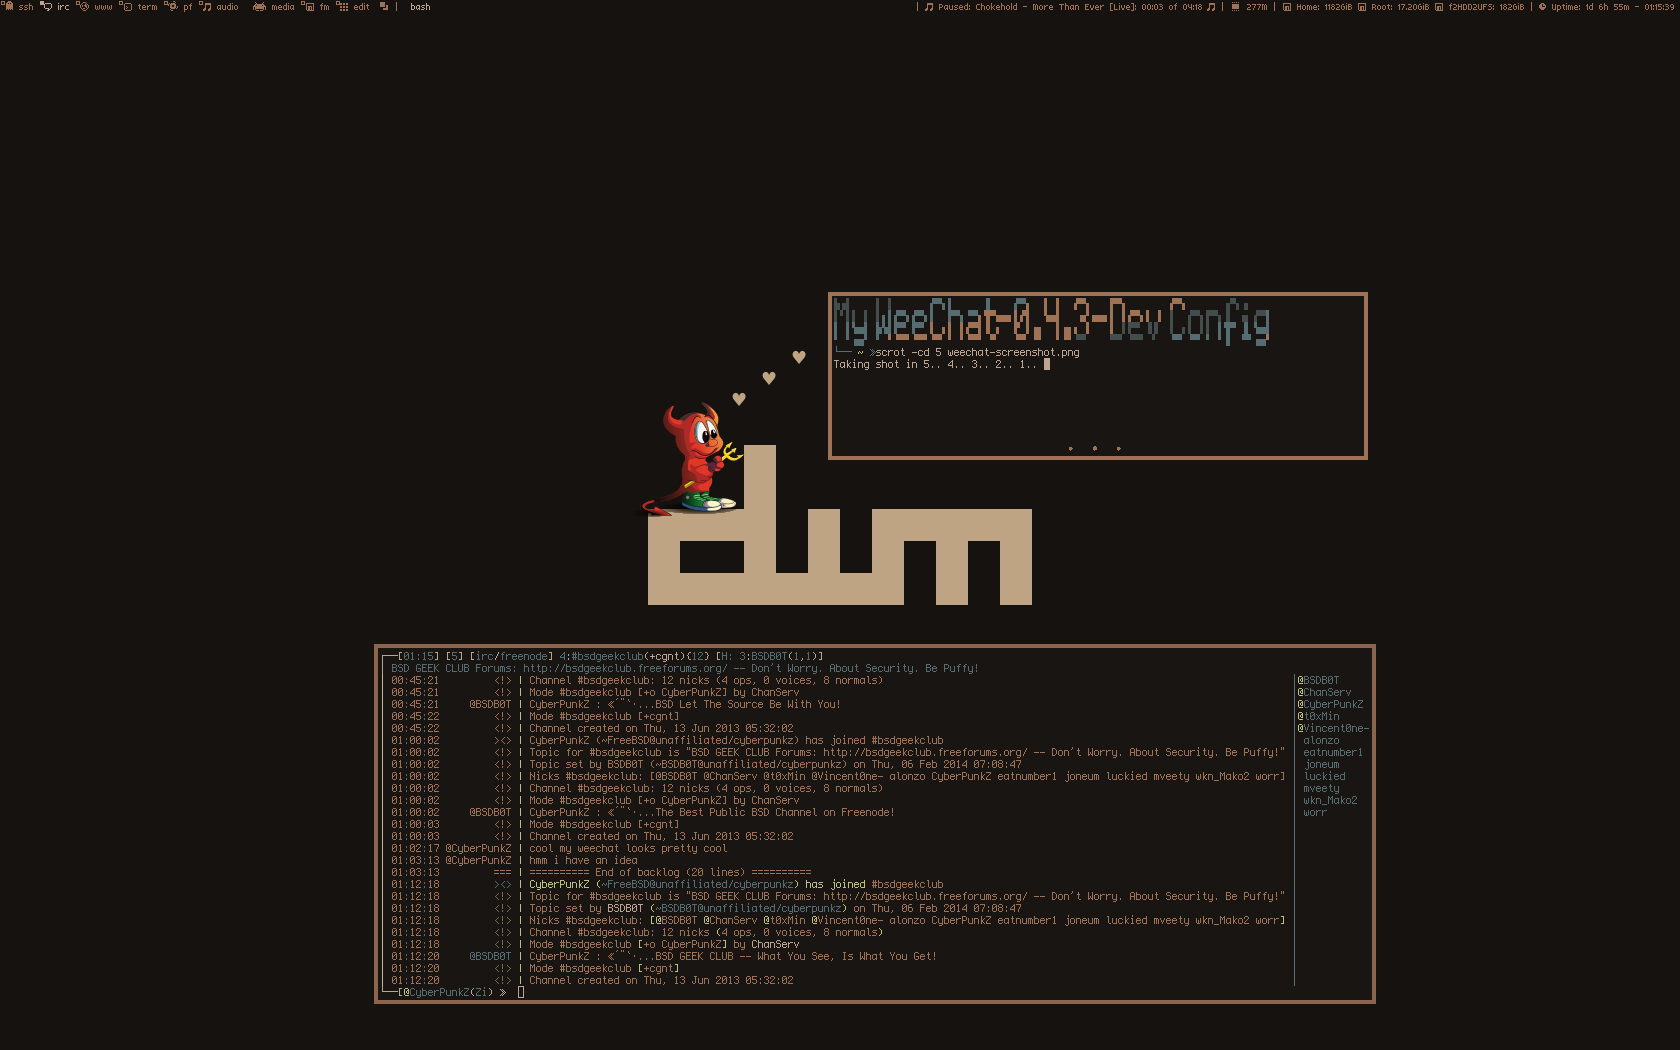 ssh irc www term pf audio media fm edit | bash
| Paused: Chokehold - More Than Ever [Live]: 00:03 of 04:18 | 277M | Home: 1182GiB Root: 17.20GiB f2HDD2UFS: 182GiB | Uptime: 1d 6h 55m - 01:15:39
My WeeChat-0.4.3-Dev Config
└── ~ >scrot -cd 5 weechat-screenshot.png
Taking shot in 5.. 4.. 3.. 2.. 1..
. . .
dwm
┌──[01:15] [5] [irc/freenode] 4:#bsdgeekclub(+cgnt){12} [H: 3:BSDB0T(1,1)]
BSD GEEK CLUB Forums: http://bsdgeekclub.freeforums.org/ -- Don't Worry. About Security. Be Puffy!
00:45:21 <!> | Channel #bsdgeekclub: 12 nicks (4 ops, 0 voices, 8 normals)
00:45:21 <!> | Mode #bsdgeekclub [+o CyberPunkZ] by ChanServ
00:45:21 @BSDB0T | CyberPunkZ : «´¨`·...BSD Let The Source Be With You!
00:45:22 <!> | Mode #bsdgeekclub [+cgnt]
00:45:22 <!> | Channel created on Thu, 13 Jun 2013 05:32:02
01:00:02 ><> | CyberPunkZ (~FreeBSD@unaffiliated/cyberpunkz) has joined #bsdgeekclub
01:00:02 <!> | Topic for #bsdgeekclub is "BSD GEEK CLUB Forums: http://bsdgeekclub.freeforums.org/ -- Don't Worry. About Security. Be Puffy!"
01:00:02 <!> | Topic set by BSDB0T (~BSDB0T@unaffiliated/cyberpunkz) on Thu, 06 Feb 2014 07:08:47
01:00:02 <!> | Nicks #bsdgeekclub: [@BSDB0T @ChanServ @t0xMin @Vincent0ne- alonzo CyberPunkZ eatnumber1 joneum luckied mveety wkn_Mako2 worr]
01:00:02 <!> | Channel #bsdgeekclub: 12 nicks (4 ops, 0 voices, 8 normals)
01:00:02 <!> | Mode #bsdgeekclub [+o CyberPunkZ] by ChanServ
01:00:02 @BSDB0T | CyberPunkZ : «´¨`·...The Best Public BSD Channel on Freenode!
01:00:03 <!> | Mode #bsdgeekclub [+cgnt]
01:00:03 <!> | Channel created on Thu, 13 Jun 2013 05:32:02
01:02:17 @CyberPunkZ | cool my weechat looks pretty cool
01:03:13 @CyberPunkZ | hmm i have an idea
01:03:13 === | ========== End of backlog (20 lines) ==========
01:12:18 ><> | CyberPunkZ (~FreeBSD@unaffiliated/cyberpunkz) has joined #bsdgeekclub
01:12:18 <!> | Topic for #bsdgeekclub is "BSD GEEK CLUB Forums: http://bsdgeekclub.freeforums.org/ -- Don't Worry. About Security. Be Puffy!"
01:12:18 <!> | Topic set by BSDB0T (~BSDB0T@unaffiliated/cyberpunkz) on Thu, 06 Feb 2014 07:08:47
01:12:18 <!> | Nicks #bsdgeekclub: [@BSDB0T @ChanServ @t0xMin @Vincent0ne- alonzo CyberPunkZ eatnumber1 joneum luckied mveety wkn_Mako2 worr]
01:12:18 <!> | Channel #bsdgeekclub: 12 nicks (4 ops, 0 voices, 8 normals)
01:12:18 <!> | Mode #bsdgeekclub [+o CyberPunkZ] by ChanServ
01:12:20 @BSDB0T | CyberPunkZ : «´¨`·...BSD GEEK CLUB -- What You See, Is What You Get!
01:12:20 <!> | Mode #bsdgeekclub [+cgnt]
01:12:20 <!> | Channel created on Thu, 13 Jun 2013 05:32:02
└──[@CyberPunkZ(Zi) »
@BSDB0T
@ChanServ
@CyberPunkZ
@t0xMin
@Vincent0ne-
alonzo
eatnumber1
joneum
luckied
mveety
wkn_Mako2
worr